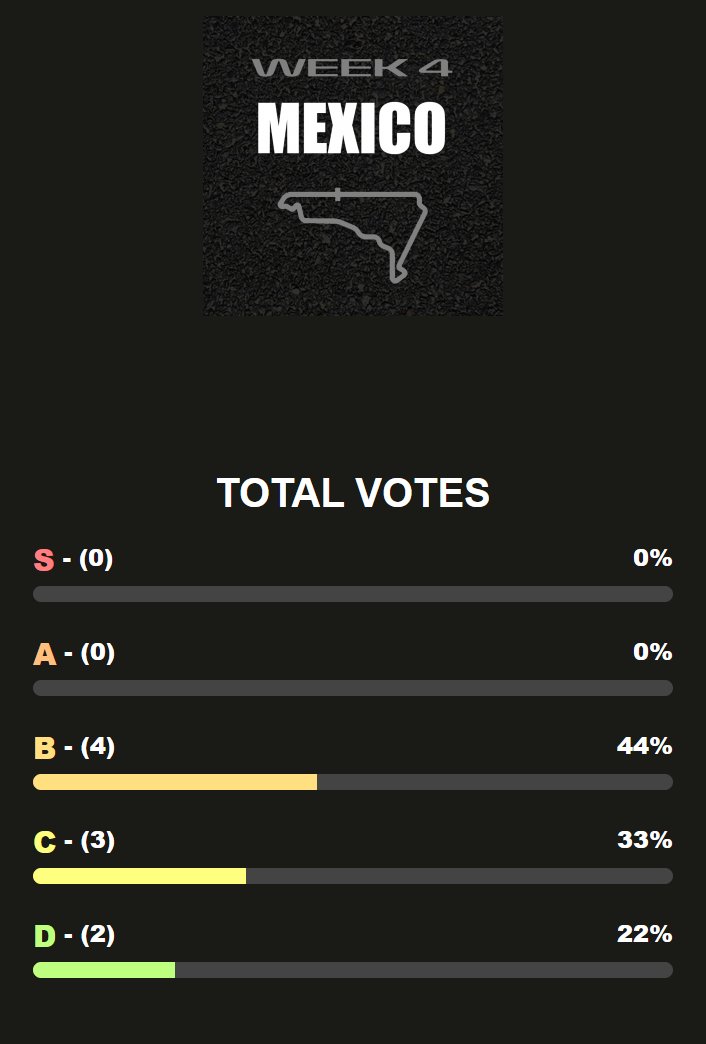 WEEK 4
MEXICO
TOTAL VOTES
S - (0) 0%
A - (0) 0%
B - (4) 44%
C - (3) 33%
D - (2) 22%